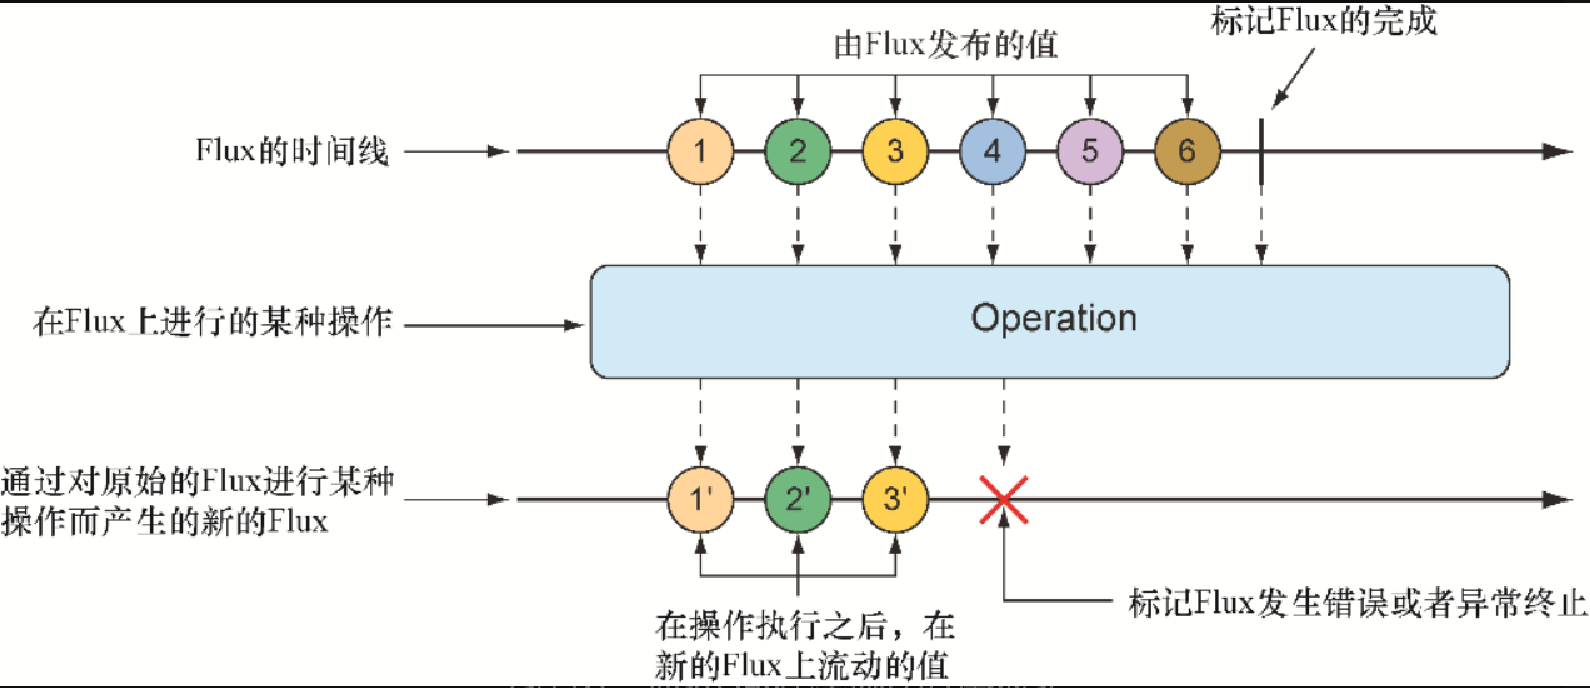 标记Flux的完成
由Flux发布的值
Flux的时间线
1 2 3 4 5 6
在Flux上进行的某种操作
Operation
通过对原始的Flux进行某种
操作而产生的新的Flux
1' 2' 3'
标记Flux发生错误或者异常终止
在操作执行之后，在
新的Flux上流动的值